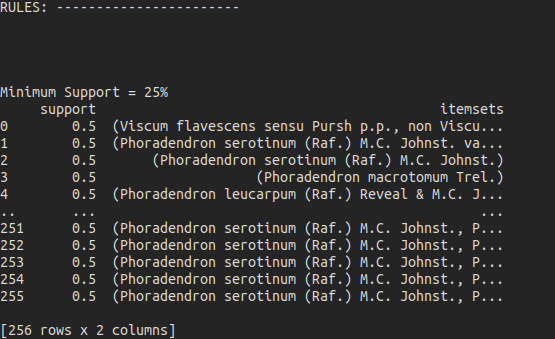 RULES: -----------------------
Minimum Support = 25%
support itemsets
0 0.5 (Viscum flavescens sensu Pursh p.p., non Viscu...
1 0.5 (Phoradendron serotinum (Raf.) M.C. Johnst. va...
2 0.5 (Phoradendron serotinum (Raf.) M.C. Johnst.)
3 0.5 (Phoradendron macrotomum Trel.)
4 0.5 (Phoradendron leucarpum (Raf.) Reveal & M.C. J...
.. ... ...
251 0.5 (Phoradendron serotinum (Raf.) M.C. Johnst., P...
252 0.5 (Phoradendron serotinum (Raf.) M.C. Johnst., P...
253 0.5 (Phoradendron serotinum (Raf.) M.C. Johnst., P...
254 0.5 (Phoradendron serotinum (Raf.) M.C. Johnst., P...
255 0.5 (Phoradendron serotinum (Raf.) M.C. Johnst., P...
[256 rows x 2 columns]